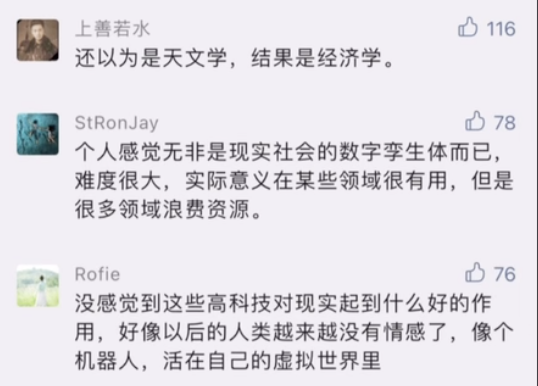 上善若水 116
还以为是天文学，结果是经济学。
StRonJay 78
个人感觉无非是现实社会的数字孪生体而已，
难度很大，实际意义在某些领域很有用，但是
很多领域浪费资源。
Rofie 76
没感觉到这些高科技对现实起到什么好的作
用，好像以后的人类越来越没有情感了，像个
机器人，活在自己的虚拟世界里